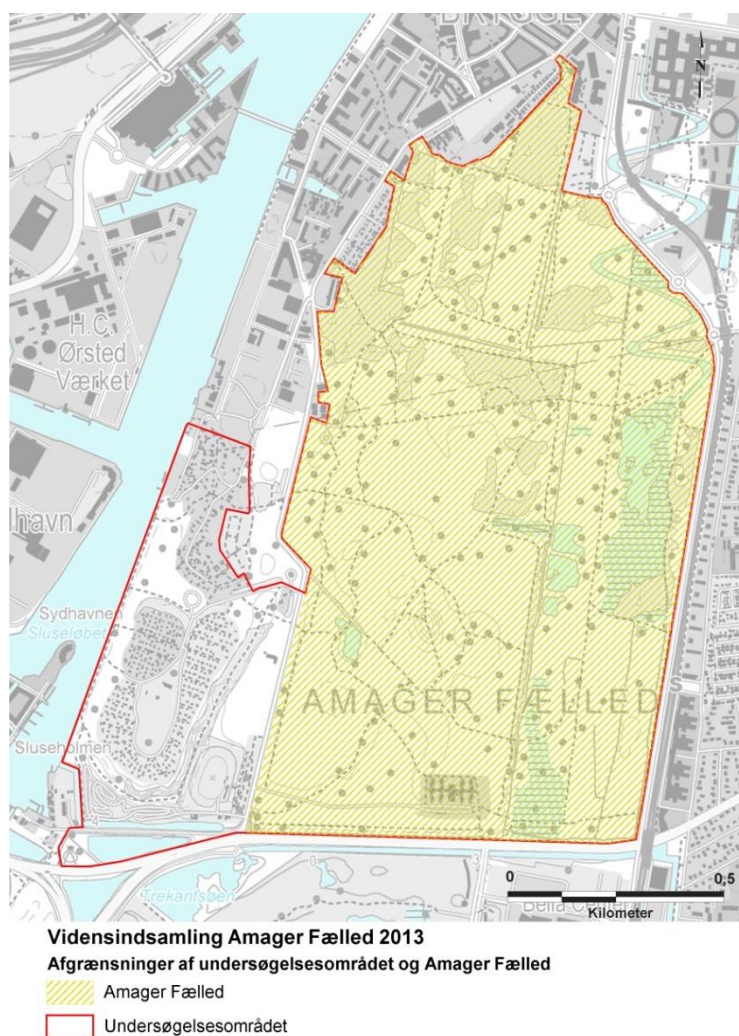 BRYGGE
S
N
H.C.
Ørsted
Værket
lhavn
S
Sydhavnen
Sluseløbet
AMAGER FÆLLED
S
Sluseholmen
Trekantsøen
0 0,5
Kilometer
Bella Center
Vidensindsamling Amager Fælled 2013
Afgrænsninger af undersøgelsesområdet og Amager Fælled
Amager Fælled
Undersøgelsesområdet